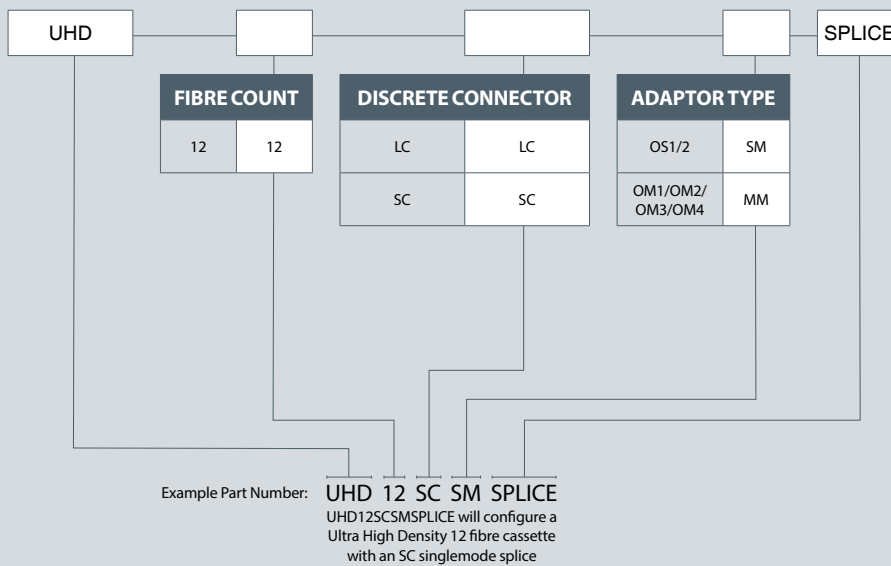 UHD SPLICE
FIBRE COUNT
12 12
DISCRETE CONNECTOR
LC LC
SC SC
ADAPTOR TYPE
OS1/2 SM
OM1/OM2/
OM3/OM4 MM
Example Part Number: UHD 12 SC SM SPLICE
UHD12SCSMSPLICE will configure a
Ultra High Density 12 fibre cassette
with an SC singlemode splice